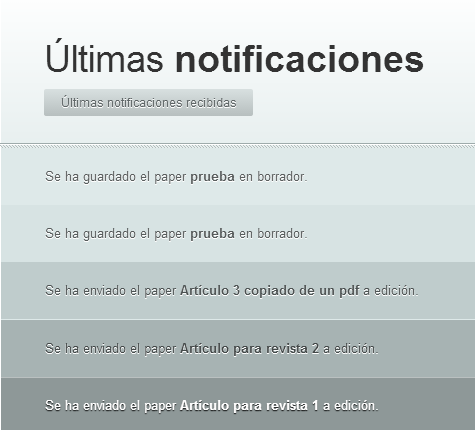 Últimas notificaciones
Últimas notificaciones recibidas
Se ha guardado el paper prueba en borrador.
Se ha guardado el paper prueba en borrador.
Se ha enviado el paper Artículo 3 copiado de un pdf a edición.
Se ha enviado el paper Artículo para revista 2 a edición.
Se ha enviado el paper Artículo para revista 1 a edición.